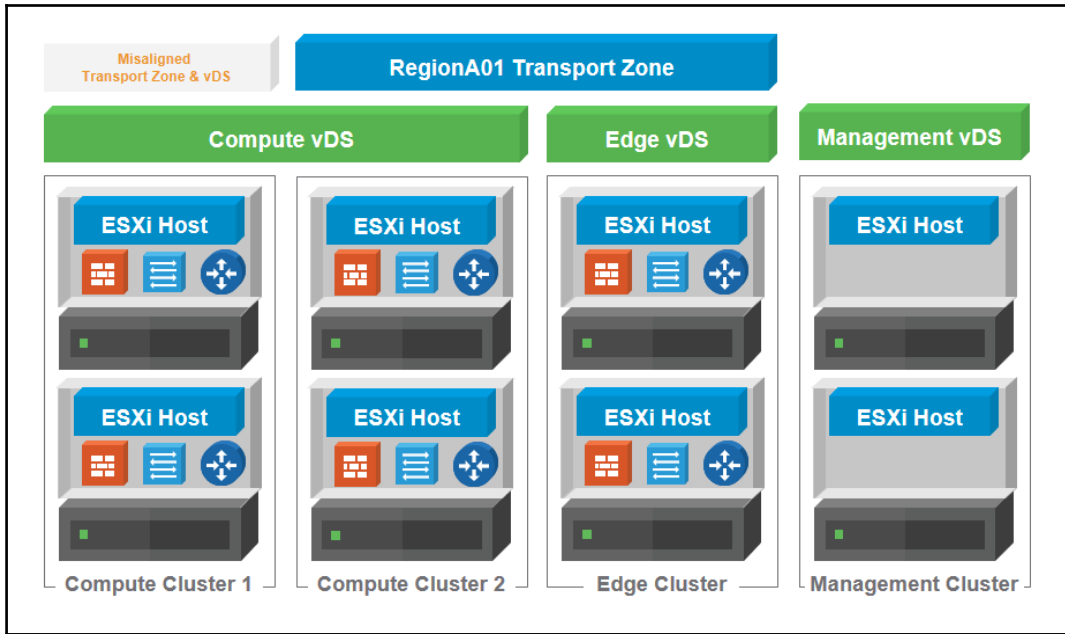 Misaligned
Transport Zone & vDS
RegionA01 Transport Zone
Compute vDS
Edge vDS
Management vDS
ESXi Host
ESXi Host
ESXi Host
ESXi Host
ESXi Host
ESXi Host
ESXi Host
ESXi Host
Compute Cluster 1
Compute Cluster 2
Edge Cluster
Management Cluster